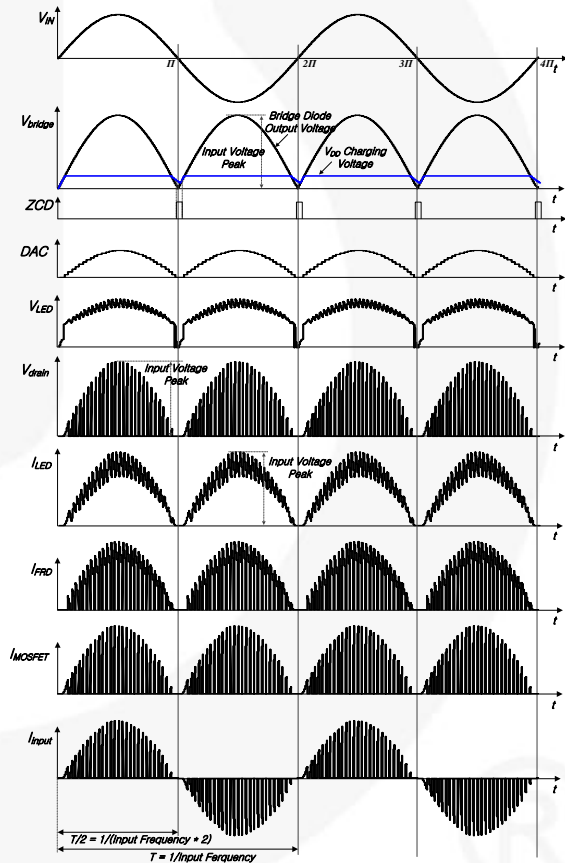 VIN
Π 2Π 3Π 4Π t
Vbridge
Bridge Diode
Output Voltage
Input Voltage
Peak
VDD Charging
Voltage
t
ZCD
t
DAC
t
VLED
t
Vdrain
Input Voltage
Peak
t
ILED
Input Voltage
Peak
t
IFRD
t
IMOSFET
t
Iinput
t
T/2 = 1/(Input Frequency * 2)
T = 1/Input Ferquency
®